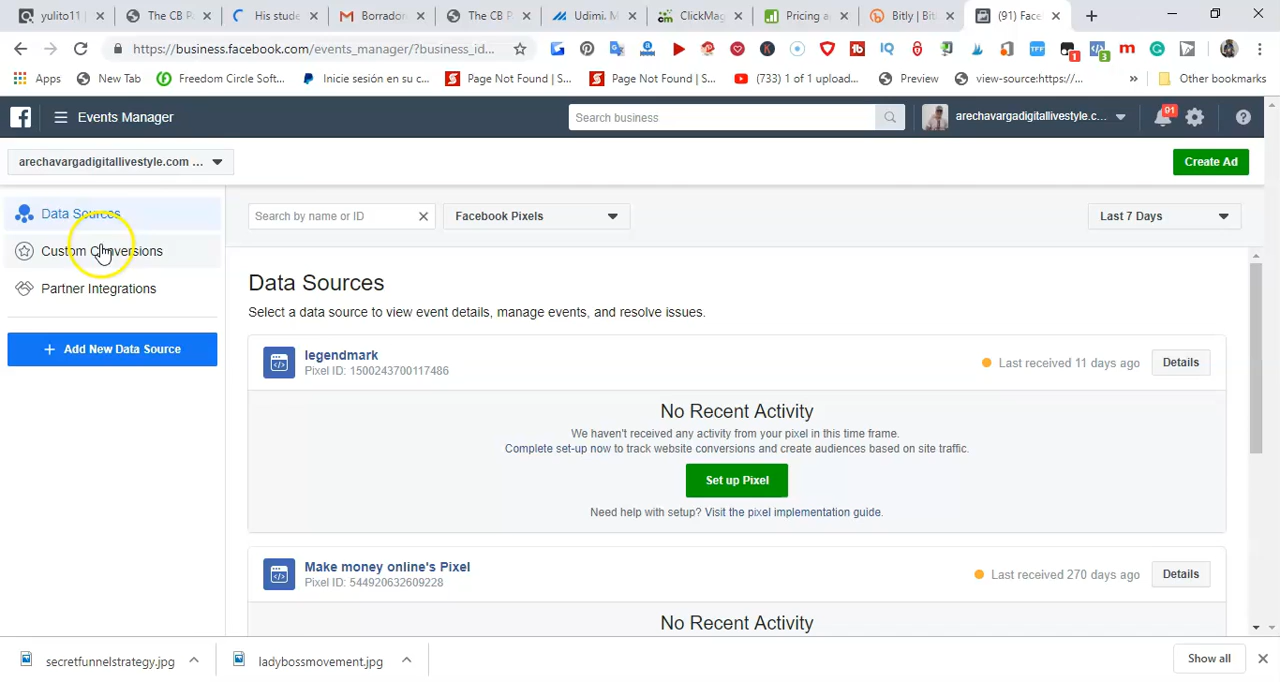 yulito11
The CB P
His stude
Borrador
The CB P
Udimi. M
ClickMag
Pricing a
Bitly | Bit
(91) Face
https://business.facebook.com/events_manager/?business_id...
Apps
New Tab
Freedom Circle Soft...
Inicie sesión en su c...
Page Not Found | S...
Page Not Found | S...
(733) 1 of 1 upload...
Preview
view-source:https://...
Other bookmarks
Events Manager
Search business
arechavargadigitallivestyle.c...
91
arechavargadigitallivestyle.com ...
Create Ad
Data Sources
Custom Conversions
Partner Integrations
+ Add New Data Source
Search by name or ID
Facebook Pixels
Last 7 Days
Data Sources
Select a data source to view event details, manage events, and resolve issues.
legendmark
Pixel ID: 1500243700117486
Last received 11 days ago
Details
No Recent Activity
We haven't received any activity from your pixel in this time frame.
Complete set-up now to track website conversions and create audiences based on site traffic.
Set up Pixel
Need help with setup? Visit the pixel implementation guide.
Make money online's Pixel
Pixel ID: 544920632609228
Last received 270 days ago
Details
No Recent Activity
secretfunnelstrategy.jpg
ladybossmovement.jpg
Show all